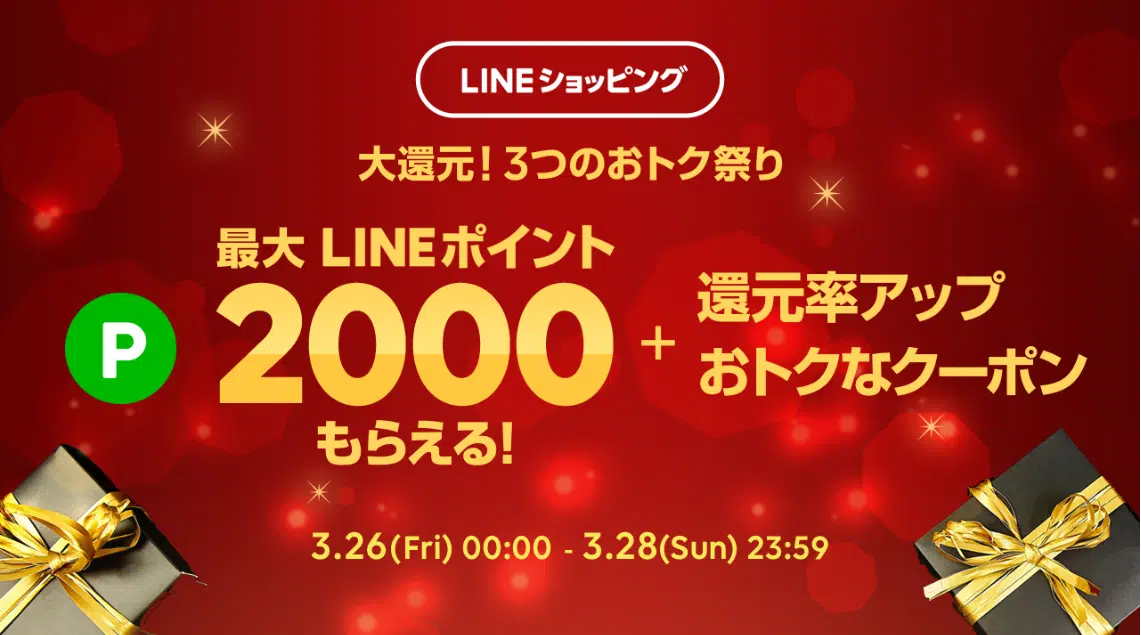 LINEショッピング
大還元！3つのおトク祭り
最大 LINEポイント
P
2000
もらえる！
+
還元率アップ
おトクなクーポン
3.26(Fri) 00:00 - 3.28(Sun) 23:59